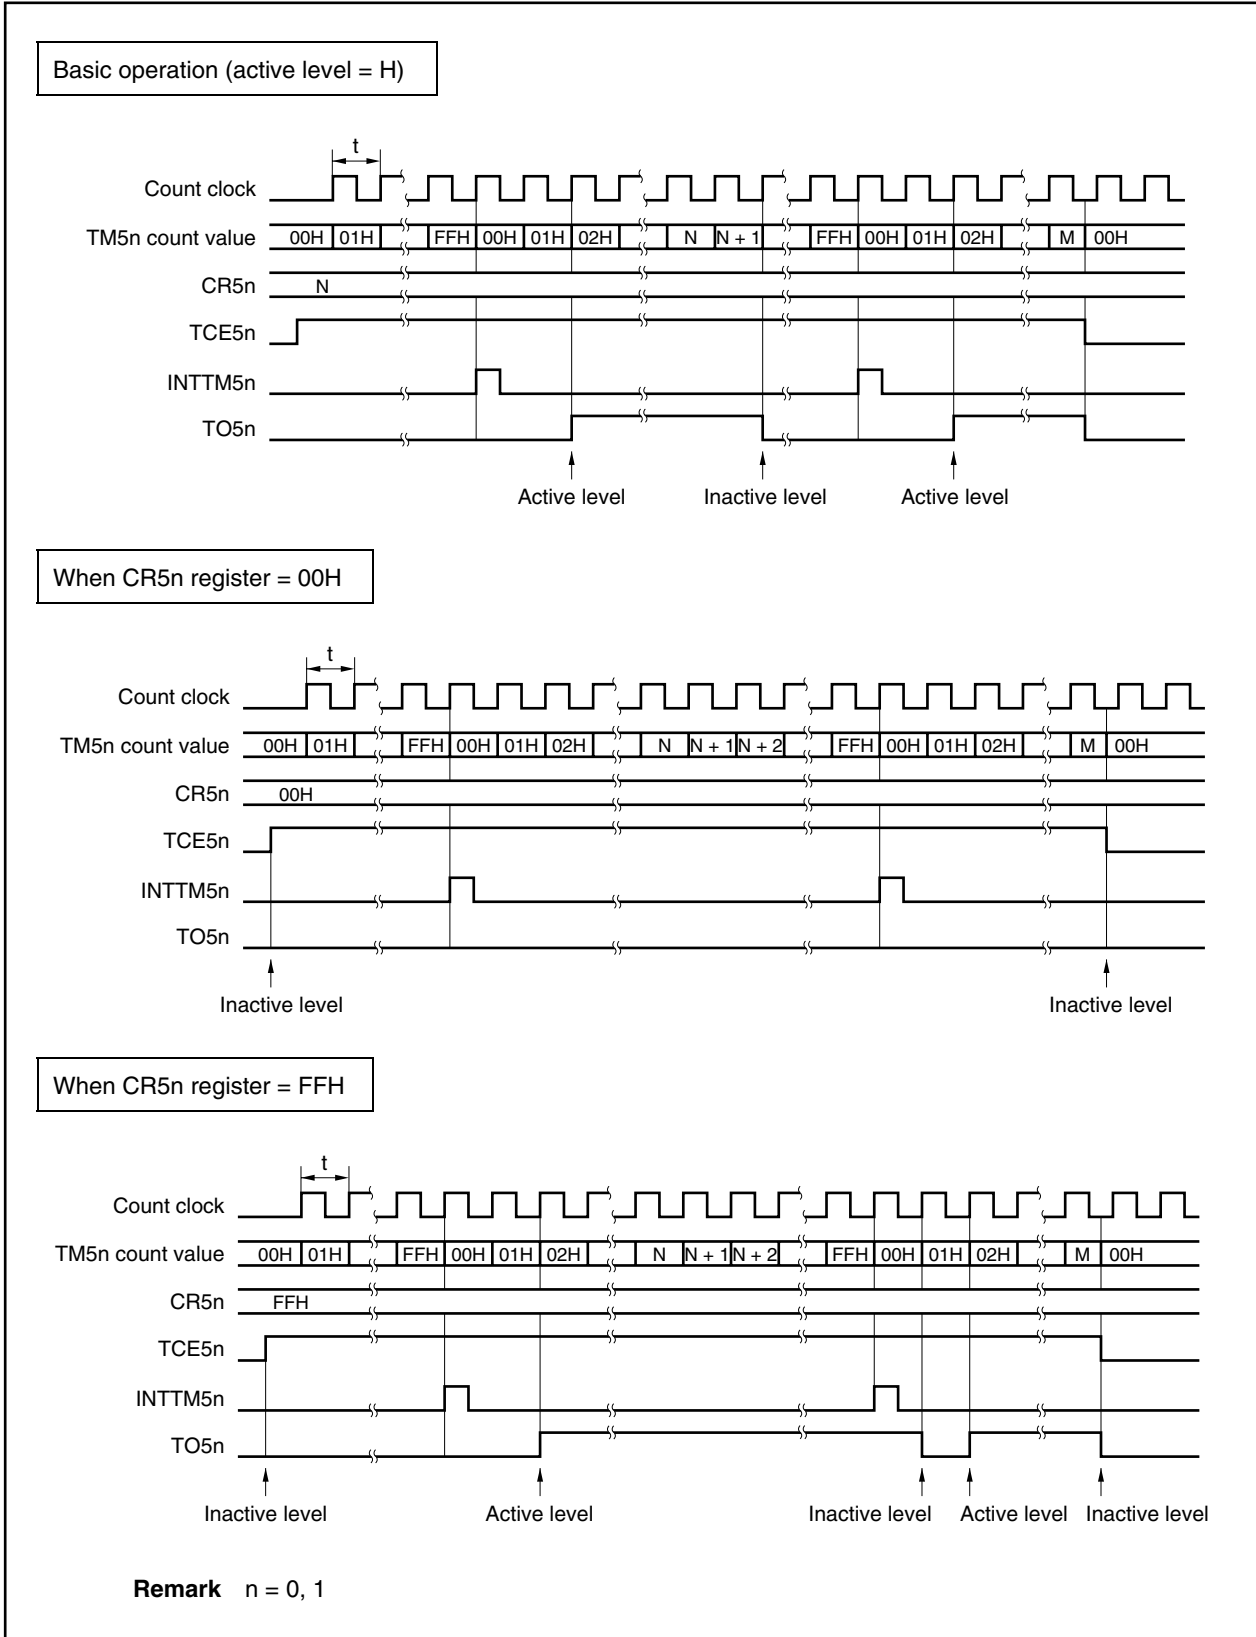 Basic operation (active level = H)
t
Count clock
TM5n count value 00H 01H FFH 00H 01H 02H N N + 1 FFH 00H 01H 02H M 00H
CR5n N
TCE5n
INTTM5n
TO5n
Active level Inactive level Active level
When CR5n register = 00H
t
Count clock
TM5n count value 00H 01H FFH 00H 01H 02H N N + 1 N + 2 FFH 00H 01H 02H M 00H
CR5n 00H
TCE5n
INTTM5n
TO5n
Inactive level Inactive level
When CR5n register = FFH
t
Count clock
TM5n count value 00H 01H FFH 00H 01H 02H N N + 1 N + 2 FFH 00H 01H 02H M 00H
CR5n FFH
TCE5n
INTTM5n
TO5n
Inactive level Active level Inactive level Active level Inactive level
Remark n = 0, 1